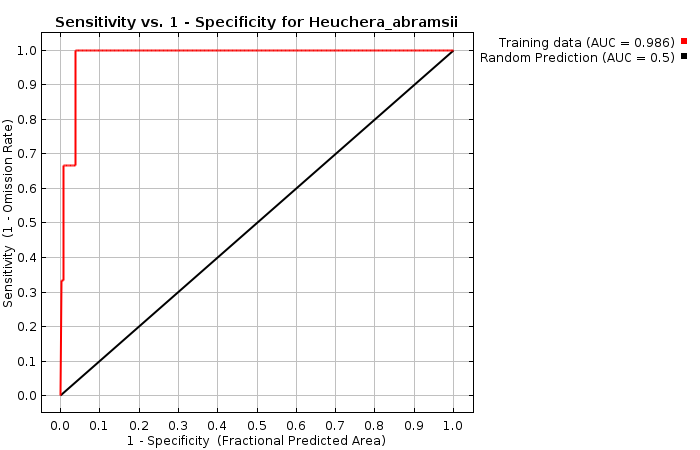 Sensitivity vs. 1 - Specificity for Heuchera_abramsii
Training data (AUC = 0.986)
Random Prediction (AUC = 0.5)
Sensitivity (1 - Omission Rate)
1.0
0.9
0.8
0.7
0.6
0.5
0.4
0.3
0.2
0.1
0.0
0.0 0.1 0.2 0.3 0.4 0.5 0.6 0.7 0.8 0.9 1.0
1 - Specificity (Fractional Predicted Area)